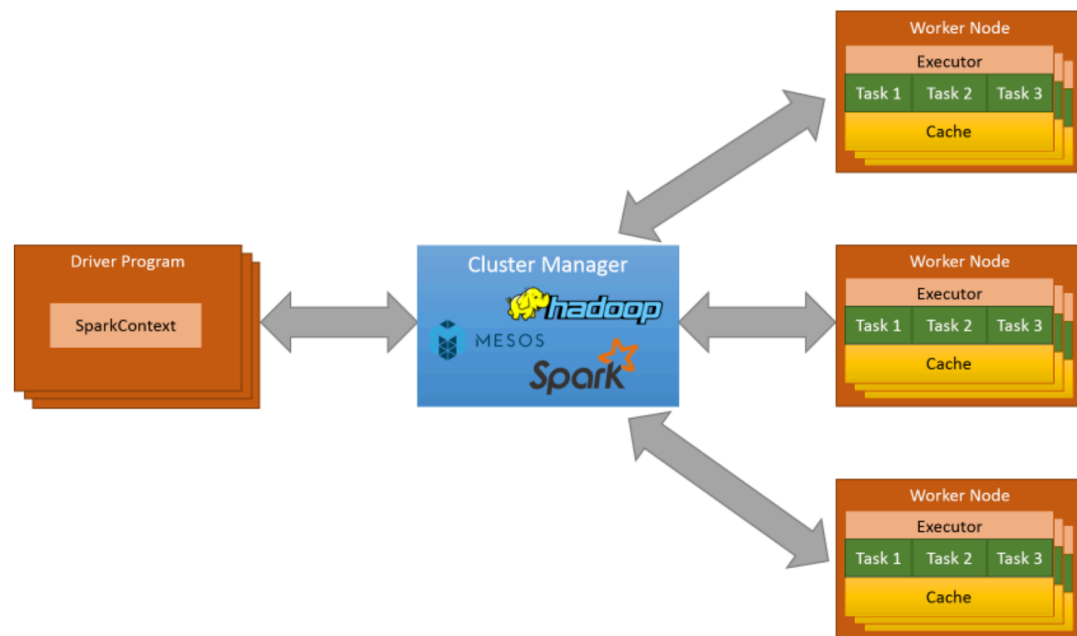 Worker Node
Executor
Task 1 Task 2 Task 3
Cache
Driver Program
SparkContext
Cluster Manager
hadoop
MESOS
Spark
Worker Node
Executor
Task 1 Task 2 Task 3
Cache
Worker Node
Executor
Task 1 Task 2 Task 3
Cache